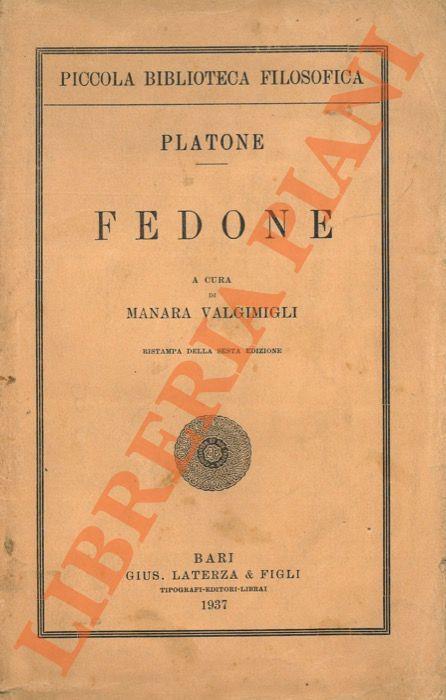 PICCOLA BIBLIOTECA FILOSOFICA
PLATONE
FEDONE
A CURA
DI
MANARA VALGIMIGLI
RISTAMPA DELLA SESTA EDIZIONE
BARI
GIUS. LATERZA & FIGLI
TIPOGRAFI-EDITORI-LIBRAI
1937
LIBRERIA PIANI